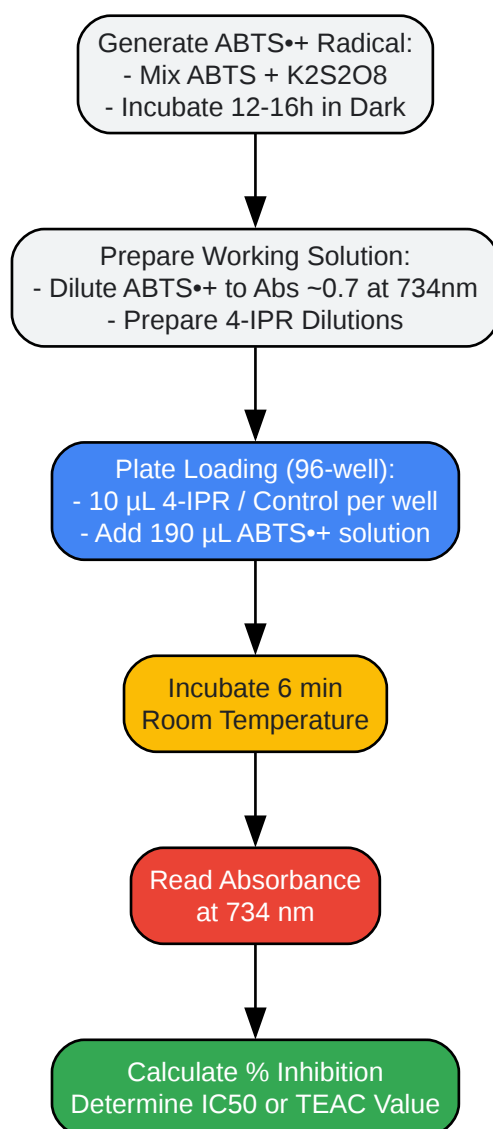 Generate ABTS•+ Radical:
- Mix ABTS + K2S2O8
- Incubate 12-16h in Dark
Prepare Working Solution:
- Dilute ABTS•+ to Abs ~0.7 at 734nm
- Prepare 4-IPR Dilutions
Plate Loading (96-well):
- 10 µL 4-IPR / Control per well
- Add 190 µL ABTS•+ solution
Incubate 6 min
Room Temperature
Read Absorbance
at 734 nm
Calculate % Inhibition
Determine IC50 or TEAC Value